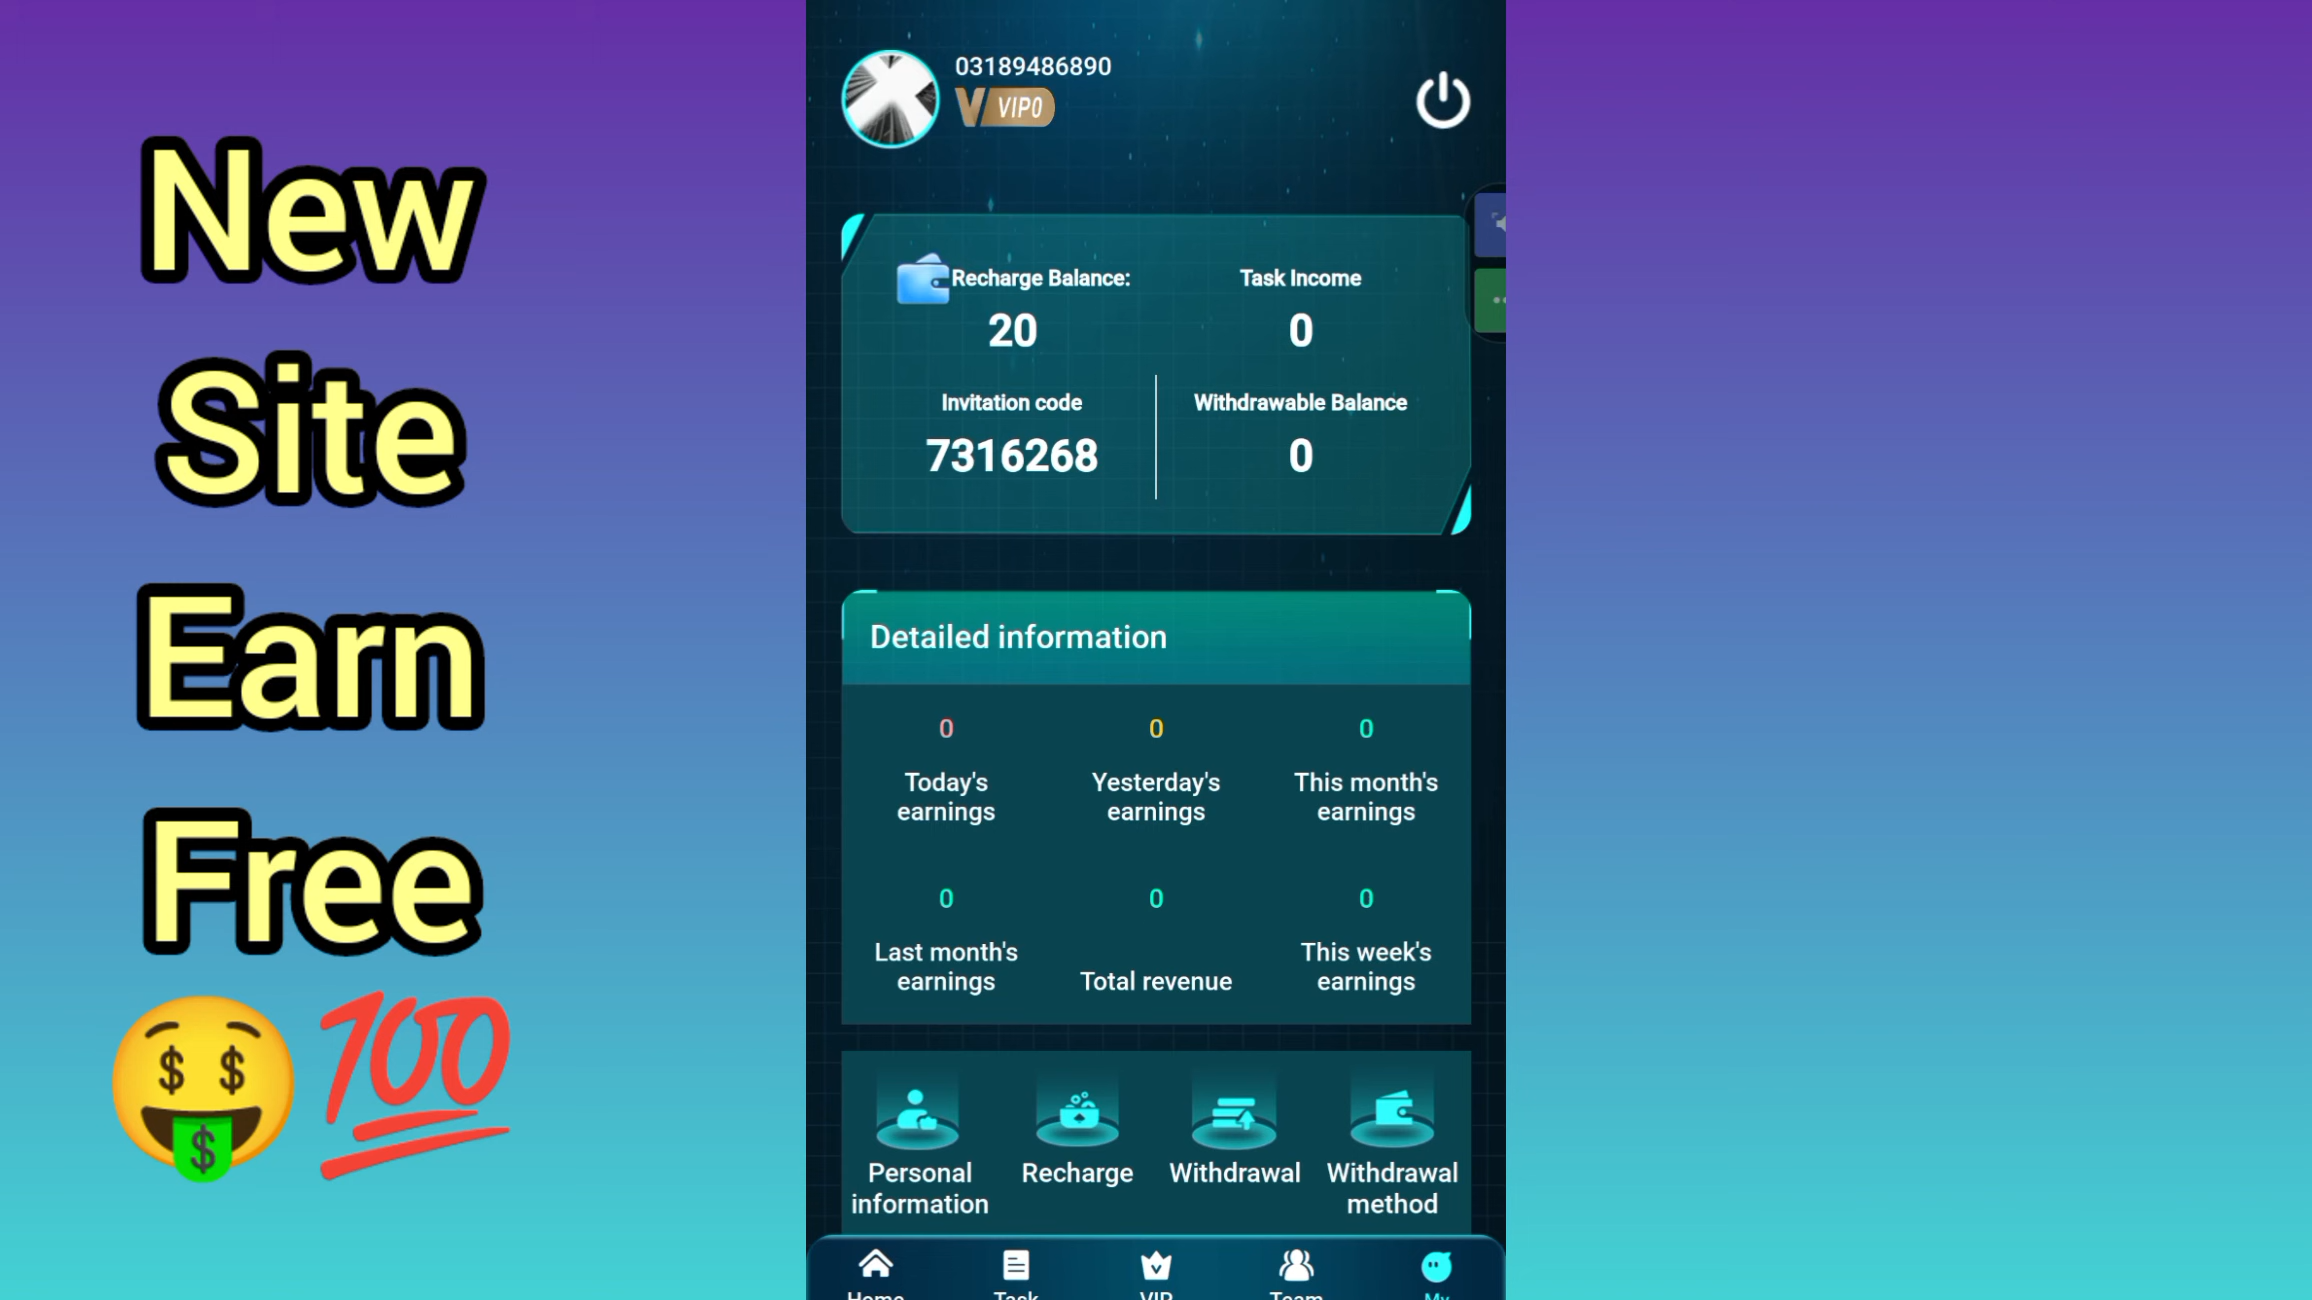 New
Site
Earn
Free
03189486890
VIP0
Recharge Balance:
Task Income
20
0
Invitation code
Withdrawable Balance
7316268
0
Detailed information
0
0
0
Today's
earnings
Yesterday's
earnings
This month's
earnings
0
0
0
Last month's
earnings
Total revenue
This week's
earnings
Personal
information
Recharge
Withdrawal
Withdrawal
method
Home
Task
VIP
Team
My